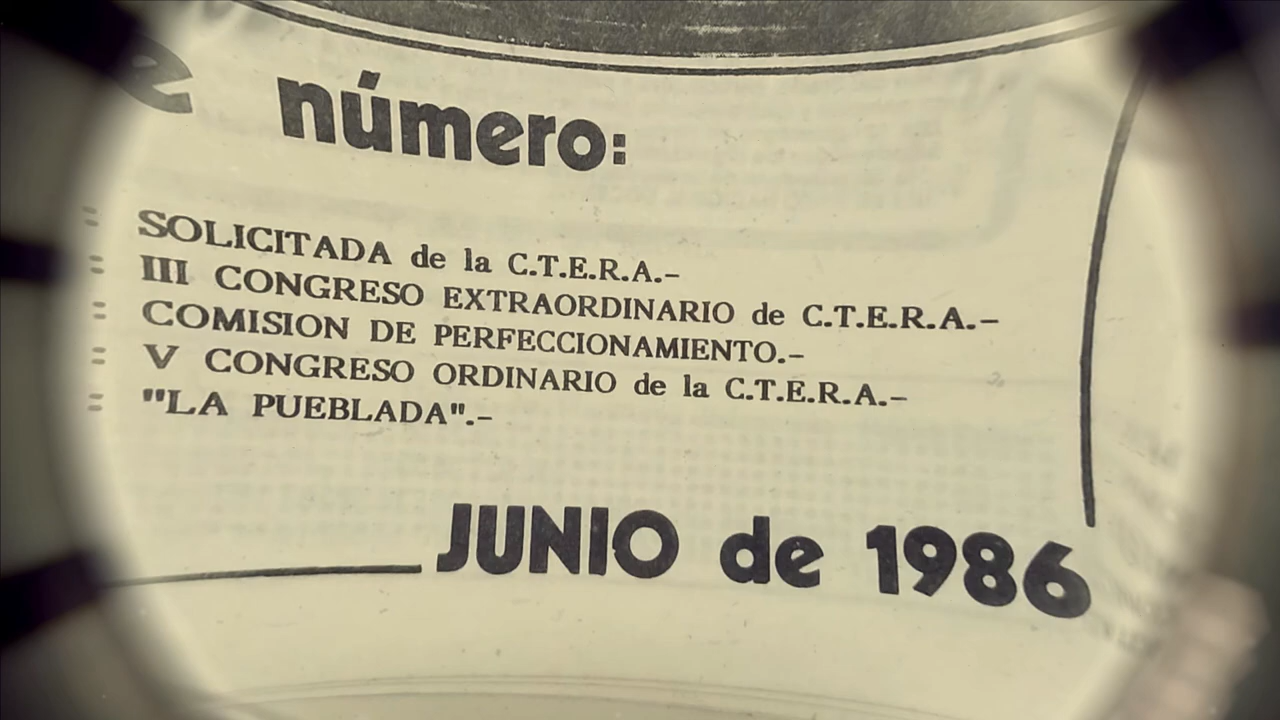 e número:
= SOLICITADA de la C.T.E.R.A.-
= III CONGRESO EXTRAORDINARIO de C.T.E.R.A.-
= COMISION DE PERFECCIONAMIENTO.-
= V CONGRESO ORDINARIO de la C.T.E.R.A.-
= "LA PUEBLADA".-
JUNIO de 1986